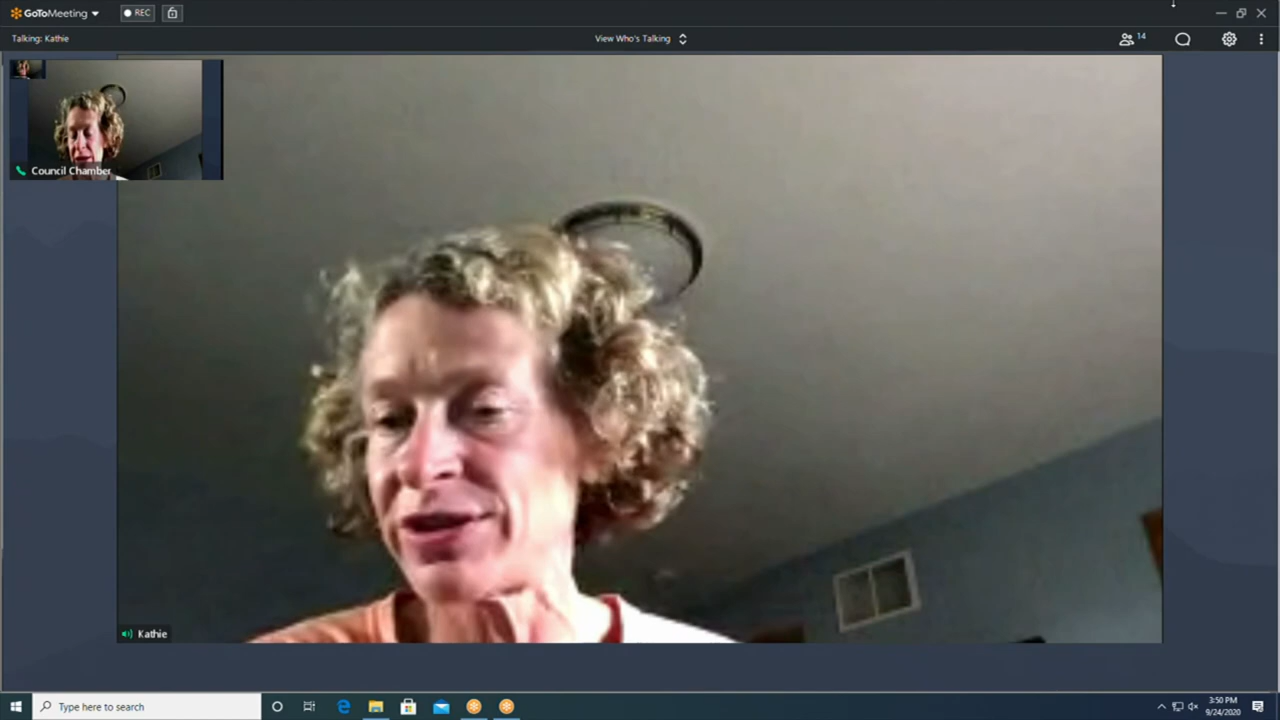 GoToMeeting
REC
Talking: Kathie
View Who's Talking
14
Council Chamber
Kathie
Type here to search
3:50 PM
9/24/2020